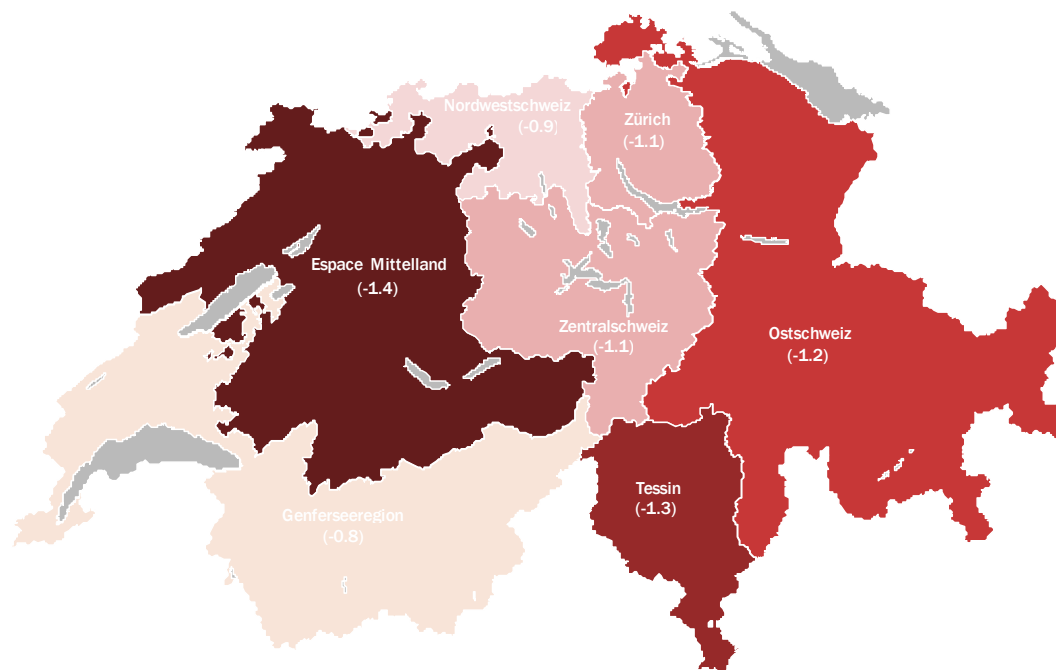 Nordwestschweiz
(-0.9)
Zürich
(-1.1)
Espace Mittelland
(-1.4)
Zentralschweiz
(-1.1)
Ostschweiz
(-1.2)
Tessin
(-1.3)
Genferseeregion
(-0.8)